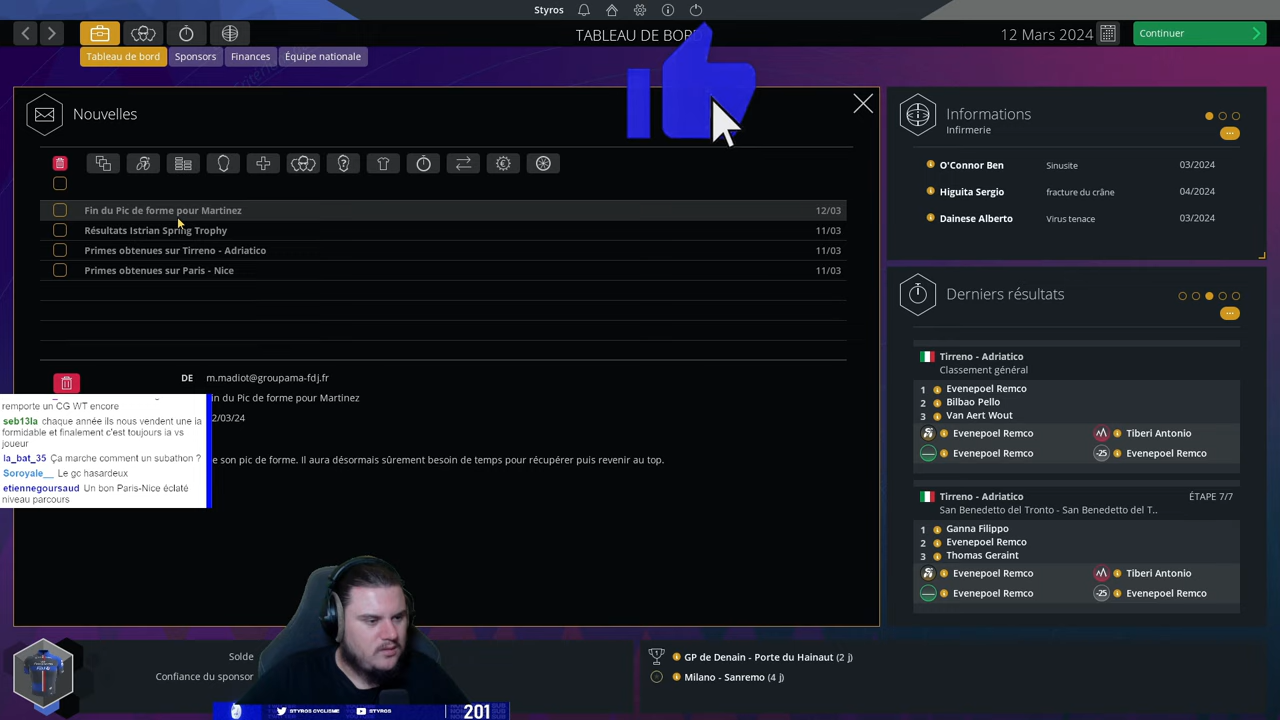 Styros
TABLEAU DE BOR
12 Mars 2024
Continuer
Tableau de bord
Sponsors
Finances
Équipe nationale
Nouvelles
Fin du Pic de forme pour Martinez
12/03
Résultats Istrian Spring Trophy
11/03
Primes obtenues sur Tirreno - Adriatico
11/03
Primes obtenues sur Paris - Nice
11/03
DE
m.madiot@groupama-fdj.fr
in du Pic de forme pour Martinez
2/03/24
e son pic de forme. Il aura désormais sûrement besoin de temps pour récupérer puis revenir au top.
remporte un CG WT encore
seb13la chaque année ils nous vendent une ia
formidable et finalement c'est toujours ia vs
joueur
la_bat_35 Ça marche comment un subathon ?
Soroyale__ Le gc hasardeux
etiennegoursaud Un bon Paris-Nice éclaté
niveau parcours
Informations
Infirmerie
O'Connor Ben
Sinusite
03/2024
Higuita Sergio
fracture du crâne
04/2024
Dainese Alberto
Virus tenace
03/2024
Derniers résultats
Tirreno - Adriatico
Classement général
1 Evenepoel Remco
2 Bilbao Pello
3 Van Aert Wout
Evenepoel Remco
Tiberi Antonio
Evenepoel Remco
-25 Evenepoel Remco
Tirreno - Adriatico
ÉTAPE 7/7
San Benedetto del Tronto - San Benedetto del T..
1 Ganna Filippo
2 Evenepoel Remco
3 Thomas Geraint
Evenepoel Remco
Tiberi Antonio
Evenepoel Remco
-25 Evenepoel Remco
Solde
Confiance du sponsor
GP de Denain - Porte du Hainaut (2 j)
Milano - Sanremo (4 j)
STYROS CYCLISME
STYROS
201